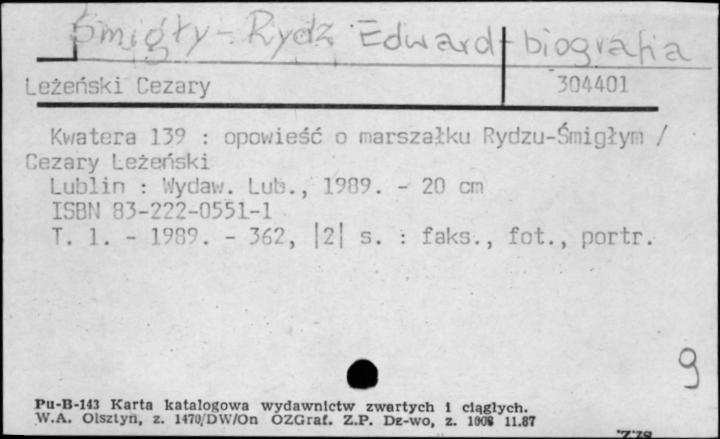 Śmigły-Rydz Edward - biografia
Leżeński Cezary 304401
Kwatera 139 : opowieść o marszałku Rydzu-Śmigłym /
Cezary Leżeński
Lublin : Wydaw. Lub., 1989. - 20 cm
ISBN 83-222-0551-1
T. 1. - 1989. - 362, |2| s. : faks., fot., portr.
9
Pu-B-143 Karta katalogowa wydawnictw zwartych i ciągłych.
W.A. Olsztyn, z. 1470/DW/On OZGraf. Z.P. Dz-wo, z. 1008 11.87